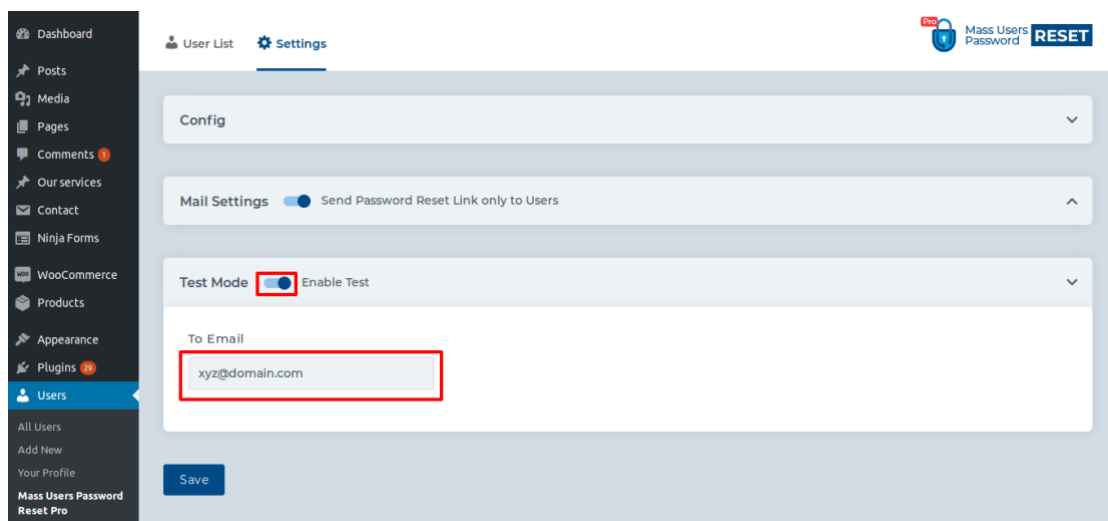 Dashboard
Posts
Media
Pages
Comments 1
Our services
Contact
Ninja Forms
WooCommerce
Products
Appearance
Plugins 29
Users
All Users
Add New
Your Profile
Mass Users Password
Reset Pro
User List
Settings
Pro
Mass Users
Password
RESET
Config
Mail Settings
Send Password Reset Link only to Users
Test Mode
Enable Test
To Email
xyz@domain.com
Save